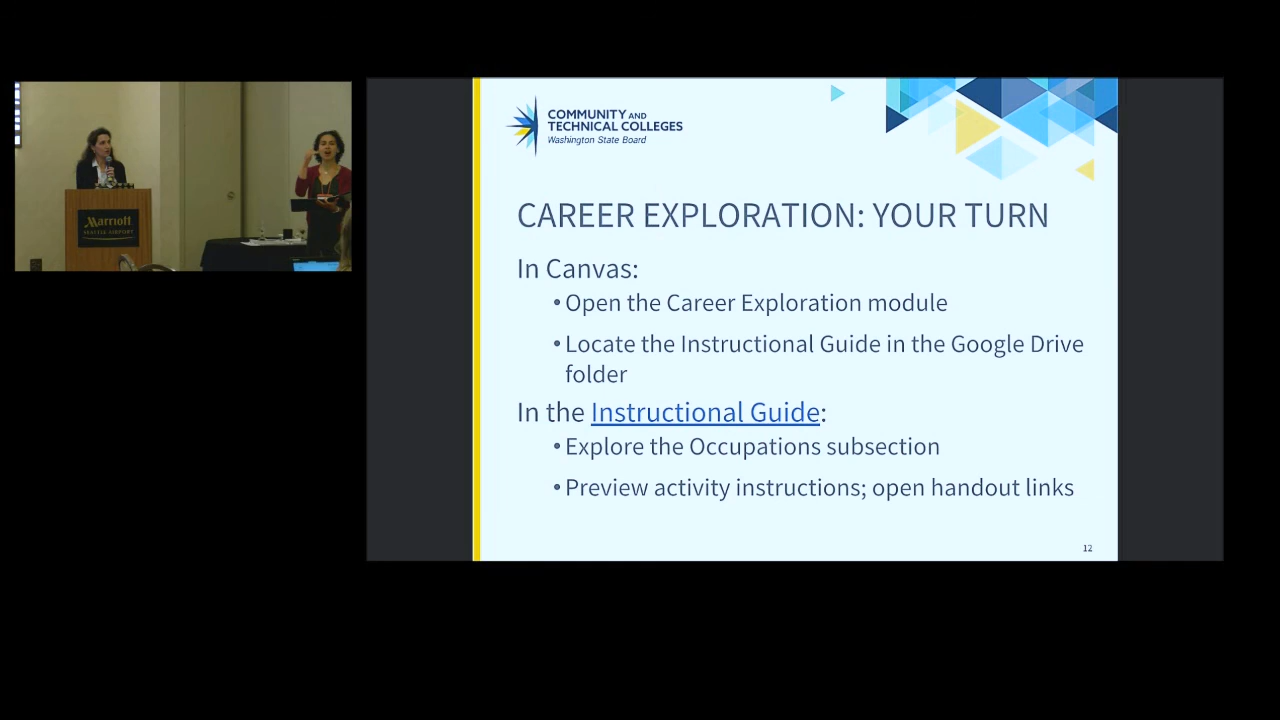 COMMUNITY AND
TECHNICAL COLLEGES
Washington State Board
CAREER EXPLORATION: YOUR TURN
In Canvas:
• Open the Career Exploration module
• Locate the Instructional Guide in the Google Drive
folder
In the Instructional Guide:
• Explore the Occupations subsection
• Preview activity instructions; open handout links
12
Marriott
SEATTLE AIRPORT